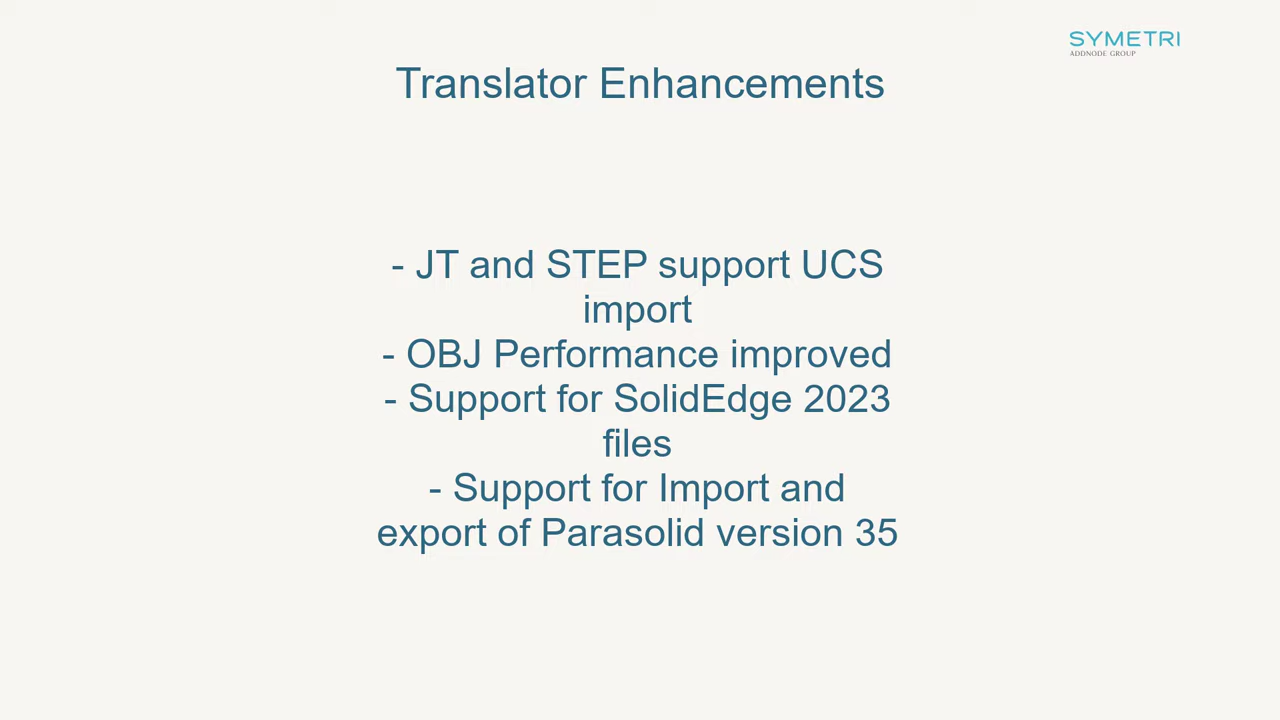 SYMETRI
ADDNODE GROUP
Translator Enhancements
- JT and STEP support UCS
import
- OBJ Performance improved
- Support for SolidEdge 2023
files
- Support for Import and
export of Parasolid version 35